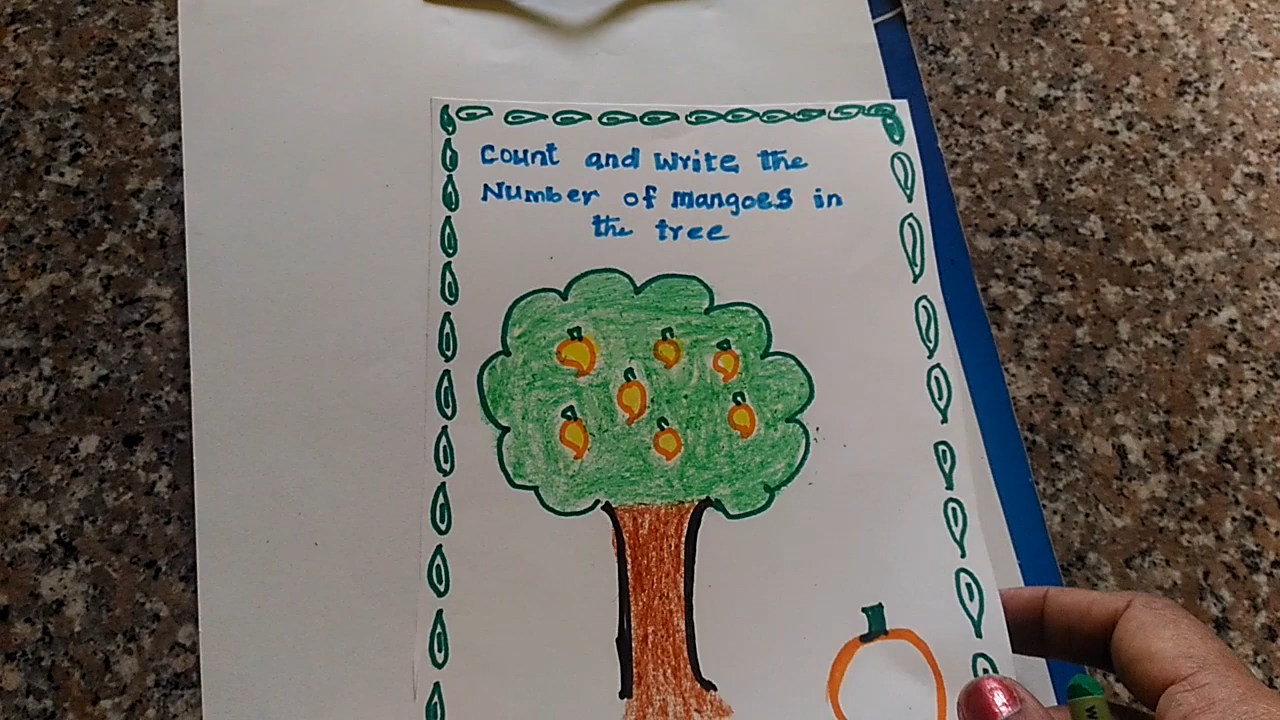 Count and Write the
Number of mangoes in
the tree